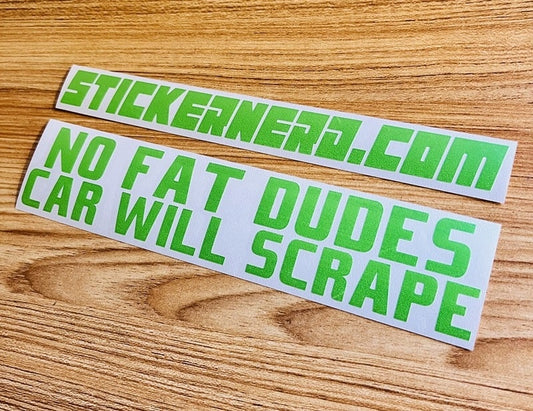 STICKERNERD.COM
NO FAT DUDES
CAR WILL SCRAPE